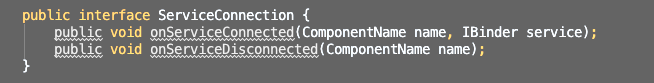 public interface ServiceConnection {
    public void onServiceConnected(ComponentName name, IBinder service);
    public void onServiceDisconnected(ComponentName name);
}